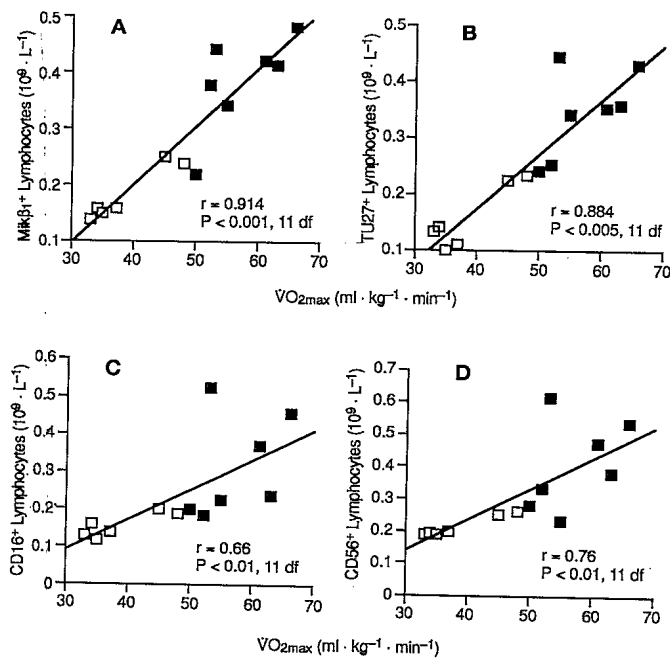 A
Mikβ1⁺ Lymphocytes (10⁹ · L⁻¹)
0.5
0.4
0.3
0.2
0.1
30 40 50 60 70
r = 0.914
P < 0.001, 11 df
B
TU27⁺ Lymphocytes (10⁹ · L⁻¹)
0.5
0.4
0.3
0.2
0.1
30 40 50 60 70
r = 0.884
P < 0.005, 11 df
V̇O₂max (ml · kg⁻¹ · min⁻¹)
C
CD16⁺ Lymphocytes (10⁹ · L⁻¹)
0.6
0.5
0.4
0.3
0.2
0.1
0
30 40 50 60 70
r = 0.66
P < 0.01, 11 df
D
CD56⁺ Lymphocytes (10⁹ · L⁻¹)
0.7
0.6
0.5
0.4
0.3
0.2
0.1
0
30 40 50 60 70
r = 0.76
P < 0.01, 11 df
V̇O₂max (ml · kg⁻¹ · min⁻¹)